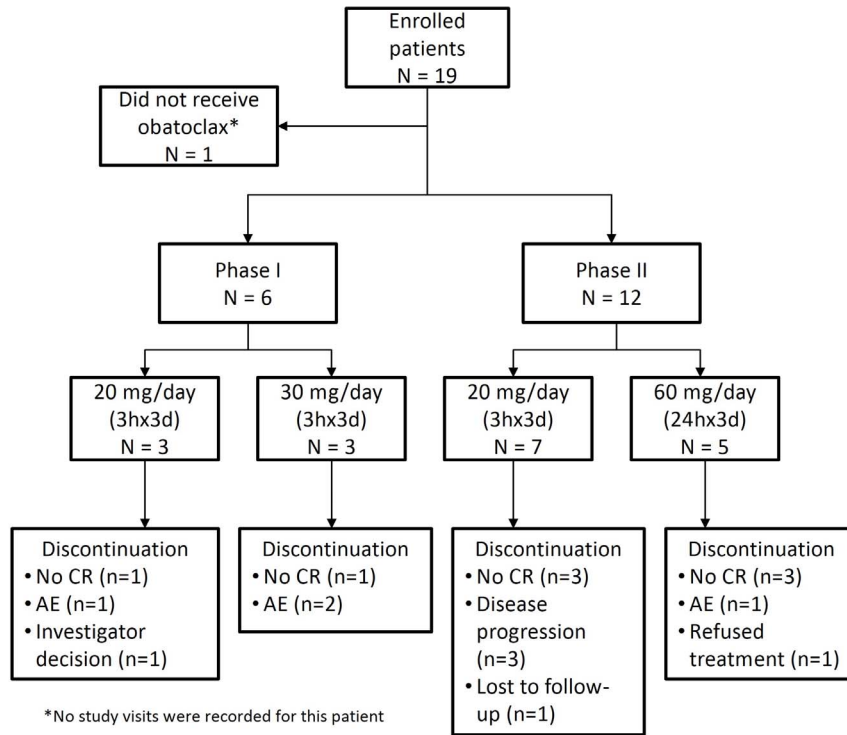 Enrolled
patients
N = 19
Did not receive
obatoclax*
N = 1
Phase I
N = 6
Phase II
N = 12
20 mg/day
(3hx3d)
N = 3
30 mg/day
(3hx3d)
N = 3
20 mg/day
(3hx3d)
N = 7
60 mg/day
(24hx3d)
N = 5
Discontinuation
• No CR (n=1)
• AE (n=1)
• Investigator
decision (n=1)
Discontinuation
• No CR (n=1)
• AE (n=2)
Discontinuation
• No CR (n=3)
• Disease
progression
(n=3)
• Lost to follow-
up (n=1)
Discontinuation
• No CR (n=3)
• AE (n=1)
• Refused
treatment (n=1)
*No study visits were recorded for this patient